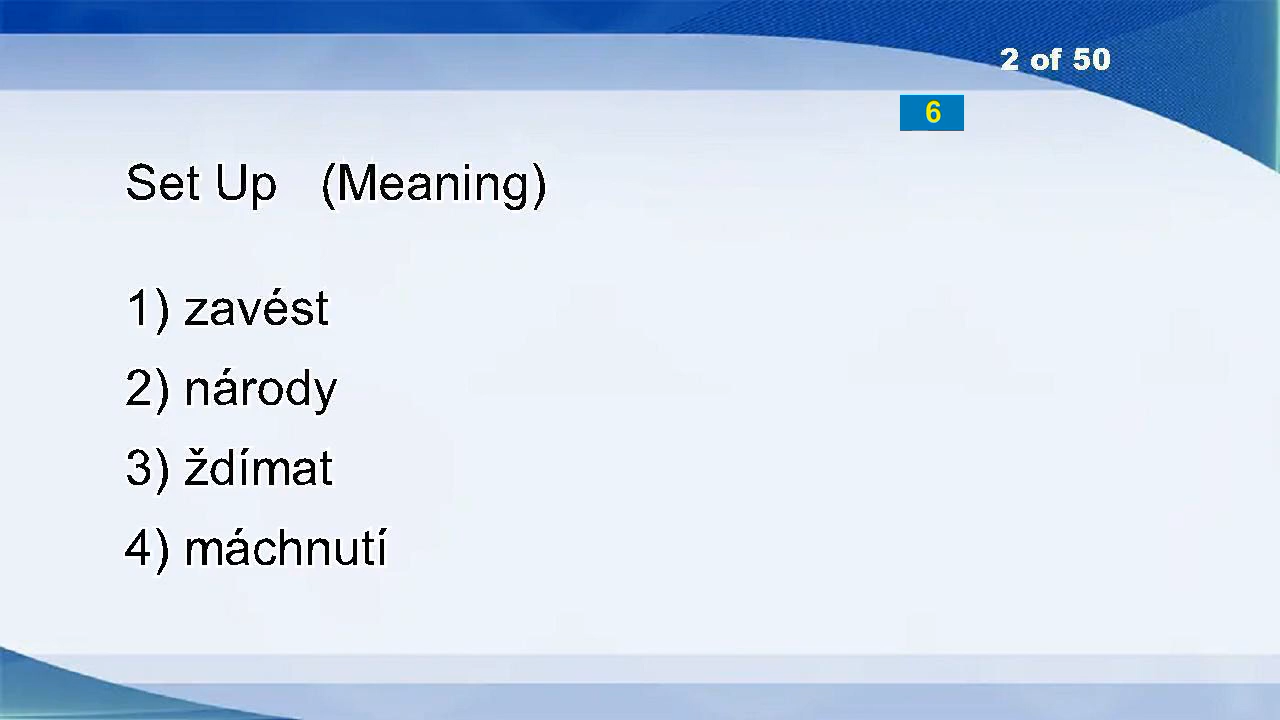 2 of 50
6
Set Up (Meaning)
1) zavést
2) národy
3) ždímat
4) máchnutí